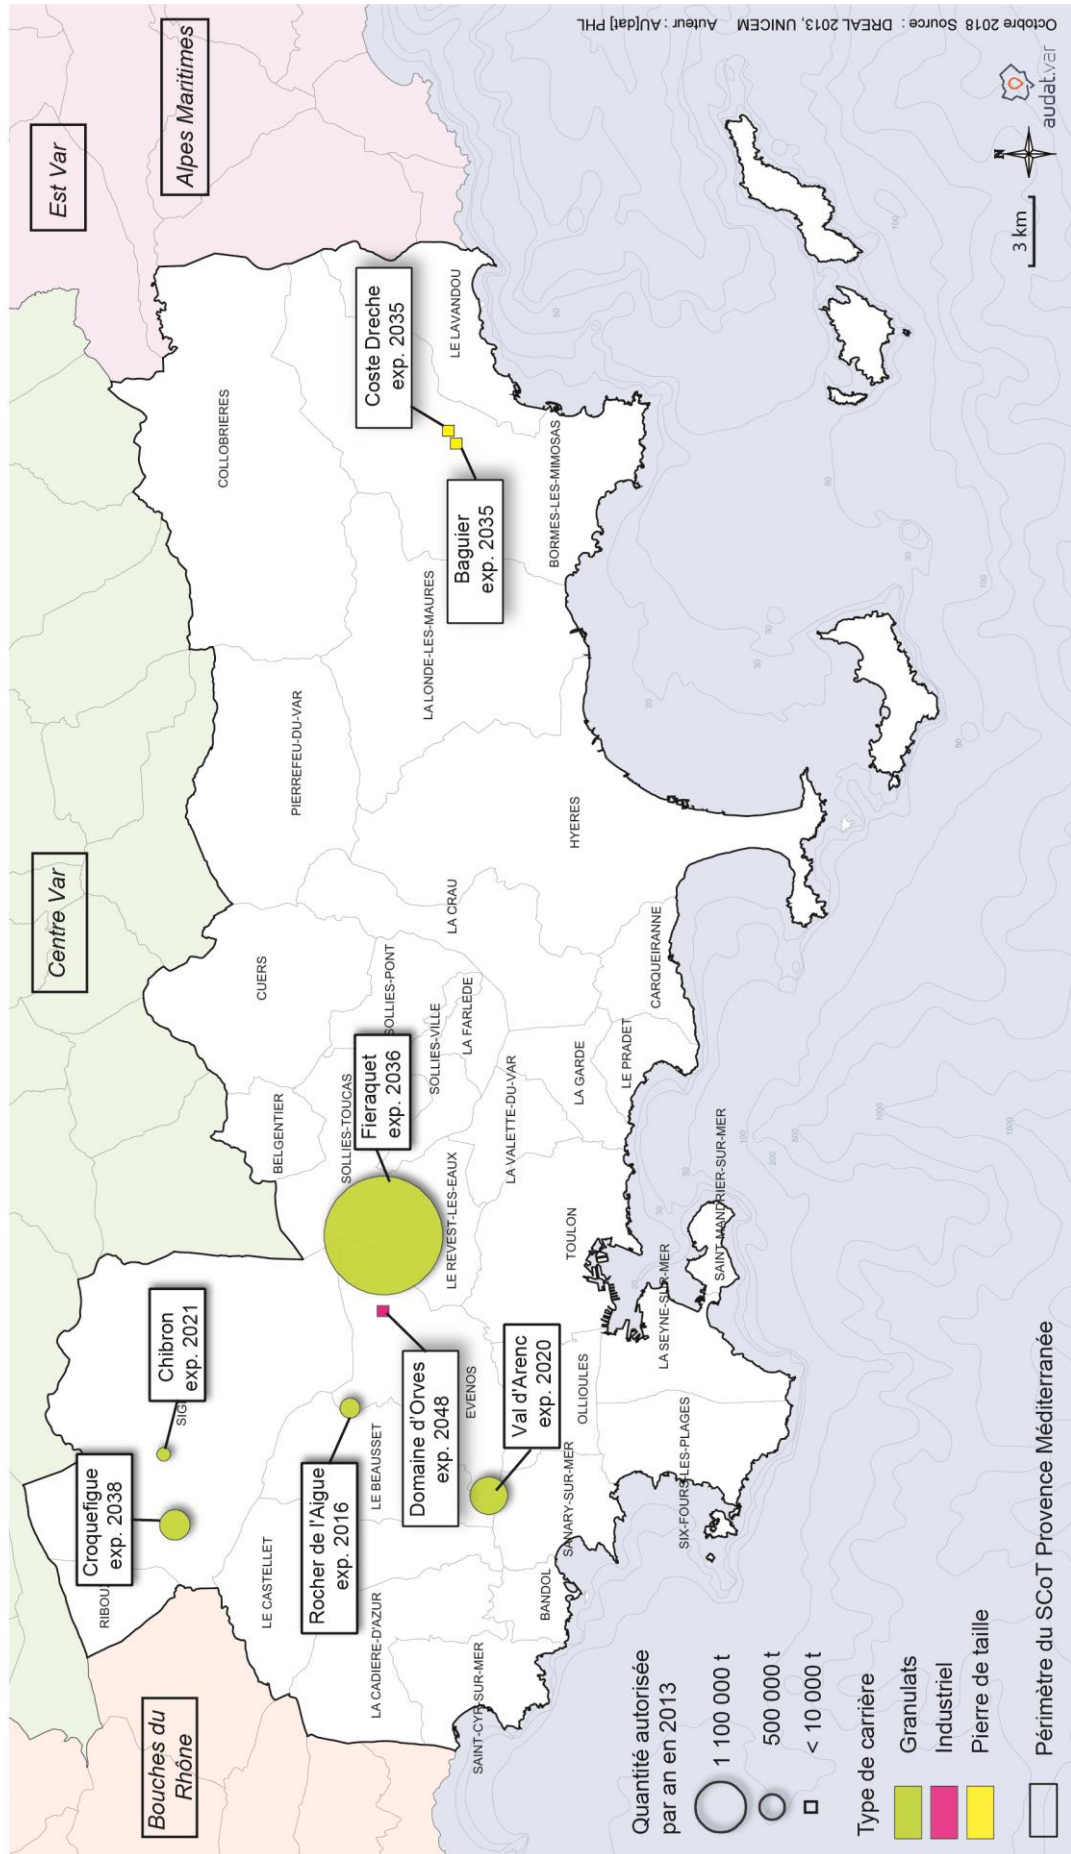 Est Var
Alpes Maritimes
Centre Var
Bouches du
Rhône
Croquefigue
exp. 2038
Chibron
exp. 2021
Rocher de l'Aigue
exp. 2016
Domaine d'Orves
exp. 2048
Val d'Arenc
exp. 2020
Fieraquet
exp. 2036
Baguier
exp. 2035
Coste Dreche
exp. 2035
RIBOU
SIG
LE CASTELLET
LA CADIERE-D'AZUR
SAINT-CYR-SUR-MER
BANDOL
LE BEAUSSET
EVENOS
SANARY-SUR-MER
OLLIOULES
SIX-FOURS-LES-PLAGES
LA SEYNE-SUR-MER
SAINT-MANDRIER-SUR-MER
TOULON
LE REVEST-LES-EAUX
LA VALETTE-DU-VAR
LA GARDE
LE PRADET
CARQUEIRANNE
SOLLIES-TOUCAS
SOLLIES-VILLE
SOLLIES-PONT
LA FARLEDE
BELGENTIER
CUERS
LA CRAU
HYERES
PIERREFEU-DU-VAR
LA LONDE-LES-MAURES
COLLOBRIERES
BORMES-LES-MIMOSAS
LE LAVANDOU
Quantité autorisée
par an en 2013
1 100 000 t
500 000 t
< 10 000 t
Type de carrière
Granulats
Industriel
Pierre de taille
Périmètre du SCoT Provence Méditerranée
N
3 km
audat.var
Octobre 2018 Source : DREAL 2013, UNICEM Auteur : AU[dat] PHL